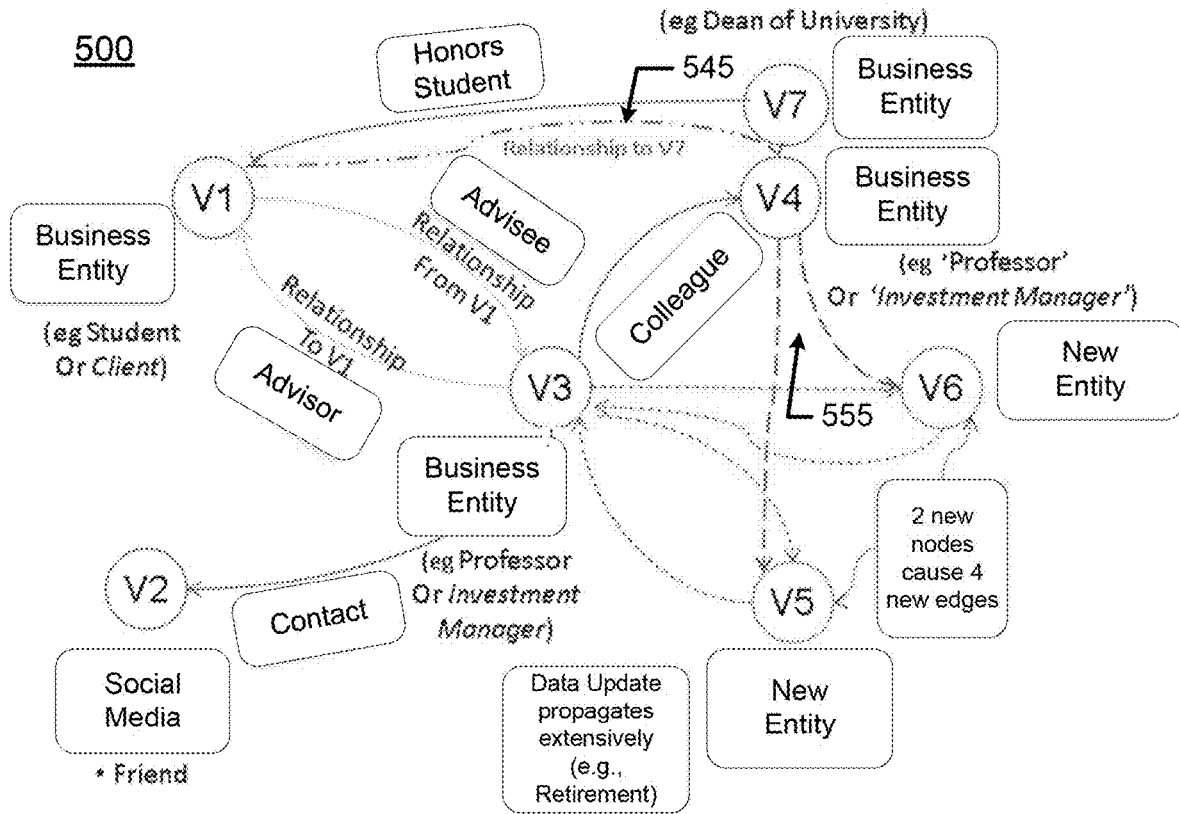 500
(eg Dean of University)
Honors
Student
545
V7
Business
Entity
Relationship to V7
V1
V4
Business
Entity
Advisee
Relationship
From V1
Business
Entity
(eg Student
Or Client)
Colleague
(eg 'Professor'
Or 'Investment Manager')
Relationship
To V1
Advisor
V3
V6
New
Entity
555
Business
Entity
(eg Professor
Or Investment
Manager)
2 new
nodes
cause 4
new edges
V2
Contact
V5
Social
Media
* Friend
Data Update
propagates
extensively
(e.g.,
Retirement)
New
Entity